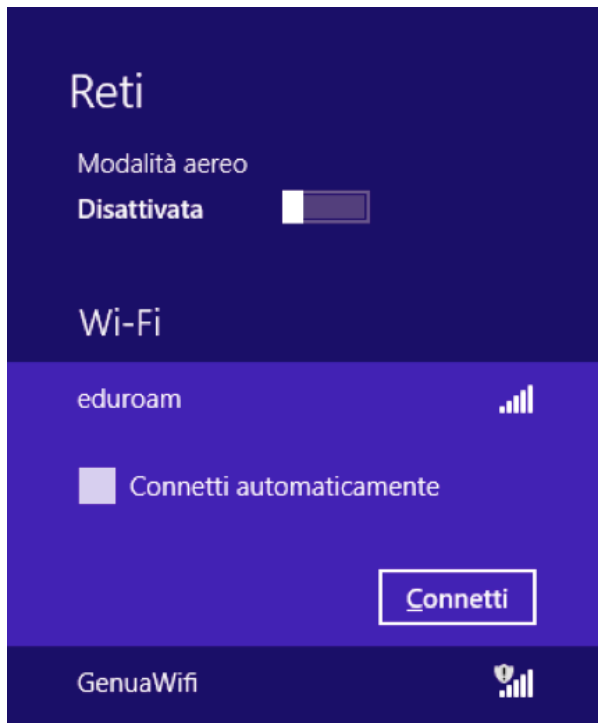 Reti
Modalità aereo
Disattivata
Wi-Fi
eduroam
Connetti automaticamente
Connetti
GenuaWifi